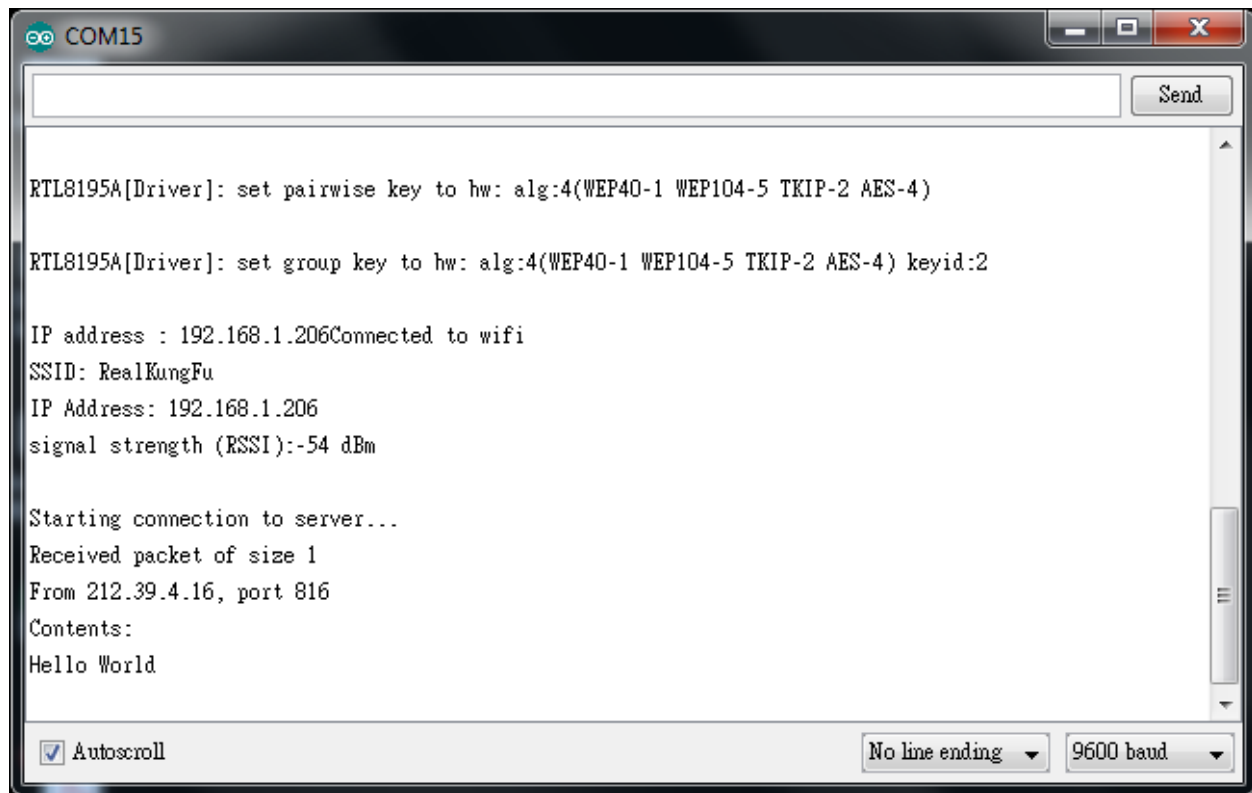 COM15
Send
RTL8195A[Driver]: set pairwise key to hw: alg:4(WEP40-1 WEP104-5 TKIP-2 AES-4)
RTL8195A[Driver]: set group key to hw: alg:4(WEP40-1 WEP104-5 TKIP-2 AES-4) keyid:2
IP address : 192.168.1.206Connected to wifi
SSID: RealKungFu
IP Address: 192.168.1.206
signal strength (RSSI):-54 dBm
Starting connection to server...
Received packet of size 1
From 212.39.4.16, port 816
Contents:
Hello World
Autoscroll
No line ending
9600 baud